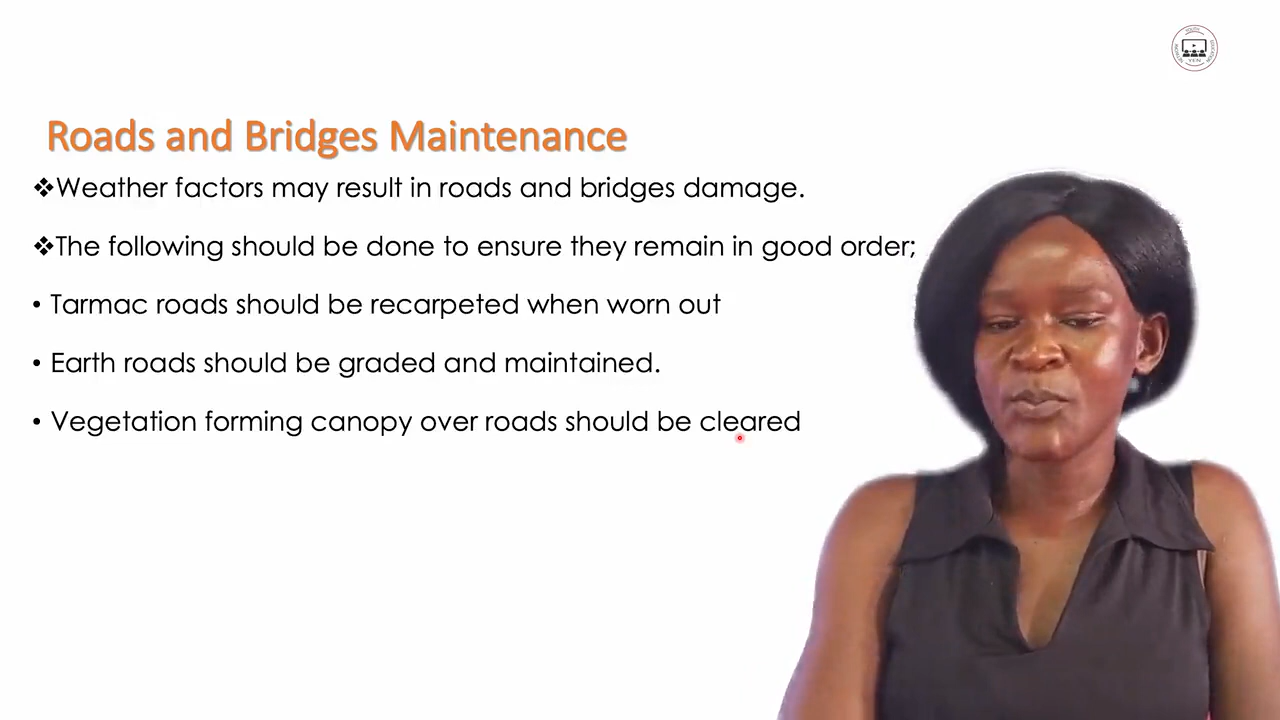 Roads and Bridges Maintenance
❖Weather factors may result in roads and bridges damage.
❖The following should be done to ensure they remain in good order;
• Tarmac roads should be recarpeted when worn out
• Earth roads should be graded and maintained.
• Vegetation forming canopy over roads should be cleared
YEN